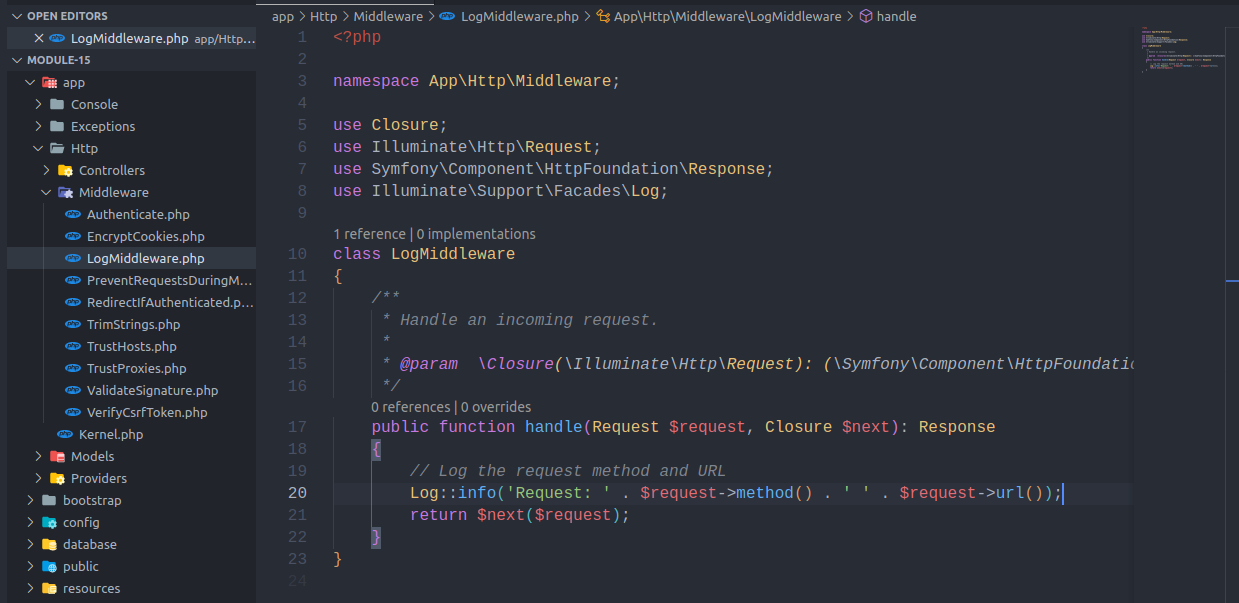 OPEN EDITORS
LogMiddleware.php app/Http...
MODULE-15
app
Console
Exceptions
Http
Controllers
Middleware
Authenticate.php
EncryptCookies.php
LogMiddleware.php
PreventRequestsDuringM...
RedirectIfAuthenticated.p...
TrimStrings.php
TrustHosts.php
TrustProxies.php
ValidateSignature.php
VerifyCsrfToken.php
Kernel.php
Models
Providers
bootstrap
config
database
public
resources
app > Http > Middleware > LogMiddleware.php > App\Http\Middleware\LogMiddleware > handle
1 <?php
2
3 namespace App\Http\Middleware;
4
5 use Closure;
6 use Illuminate\Http\Request;
7 use Symfony\Component\HttpFoundation\Response;
8 use Illuminate\Support\Facades\Log;
9
1 reference | 0 implementations
10 class LogMiddleware
11 {
12 /**
13 * Handle an incoming request.
14 *
15 * @param  \Closure(\Illuminate\Http\Request): (\Symfony\Component\HttpFoundatio
16 */
0 references | 0 overrides
17 public function handle(Request $request, Closure $next): Response
18 {
19 // Log the request method and URL
20 Log::info('Request: ' . $request->method() . ' ' . $request->url());
21 return $next($request);
22 }
23 }
24